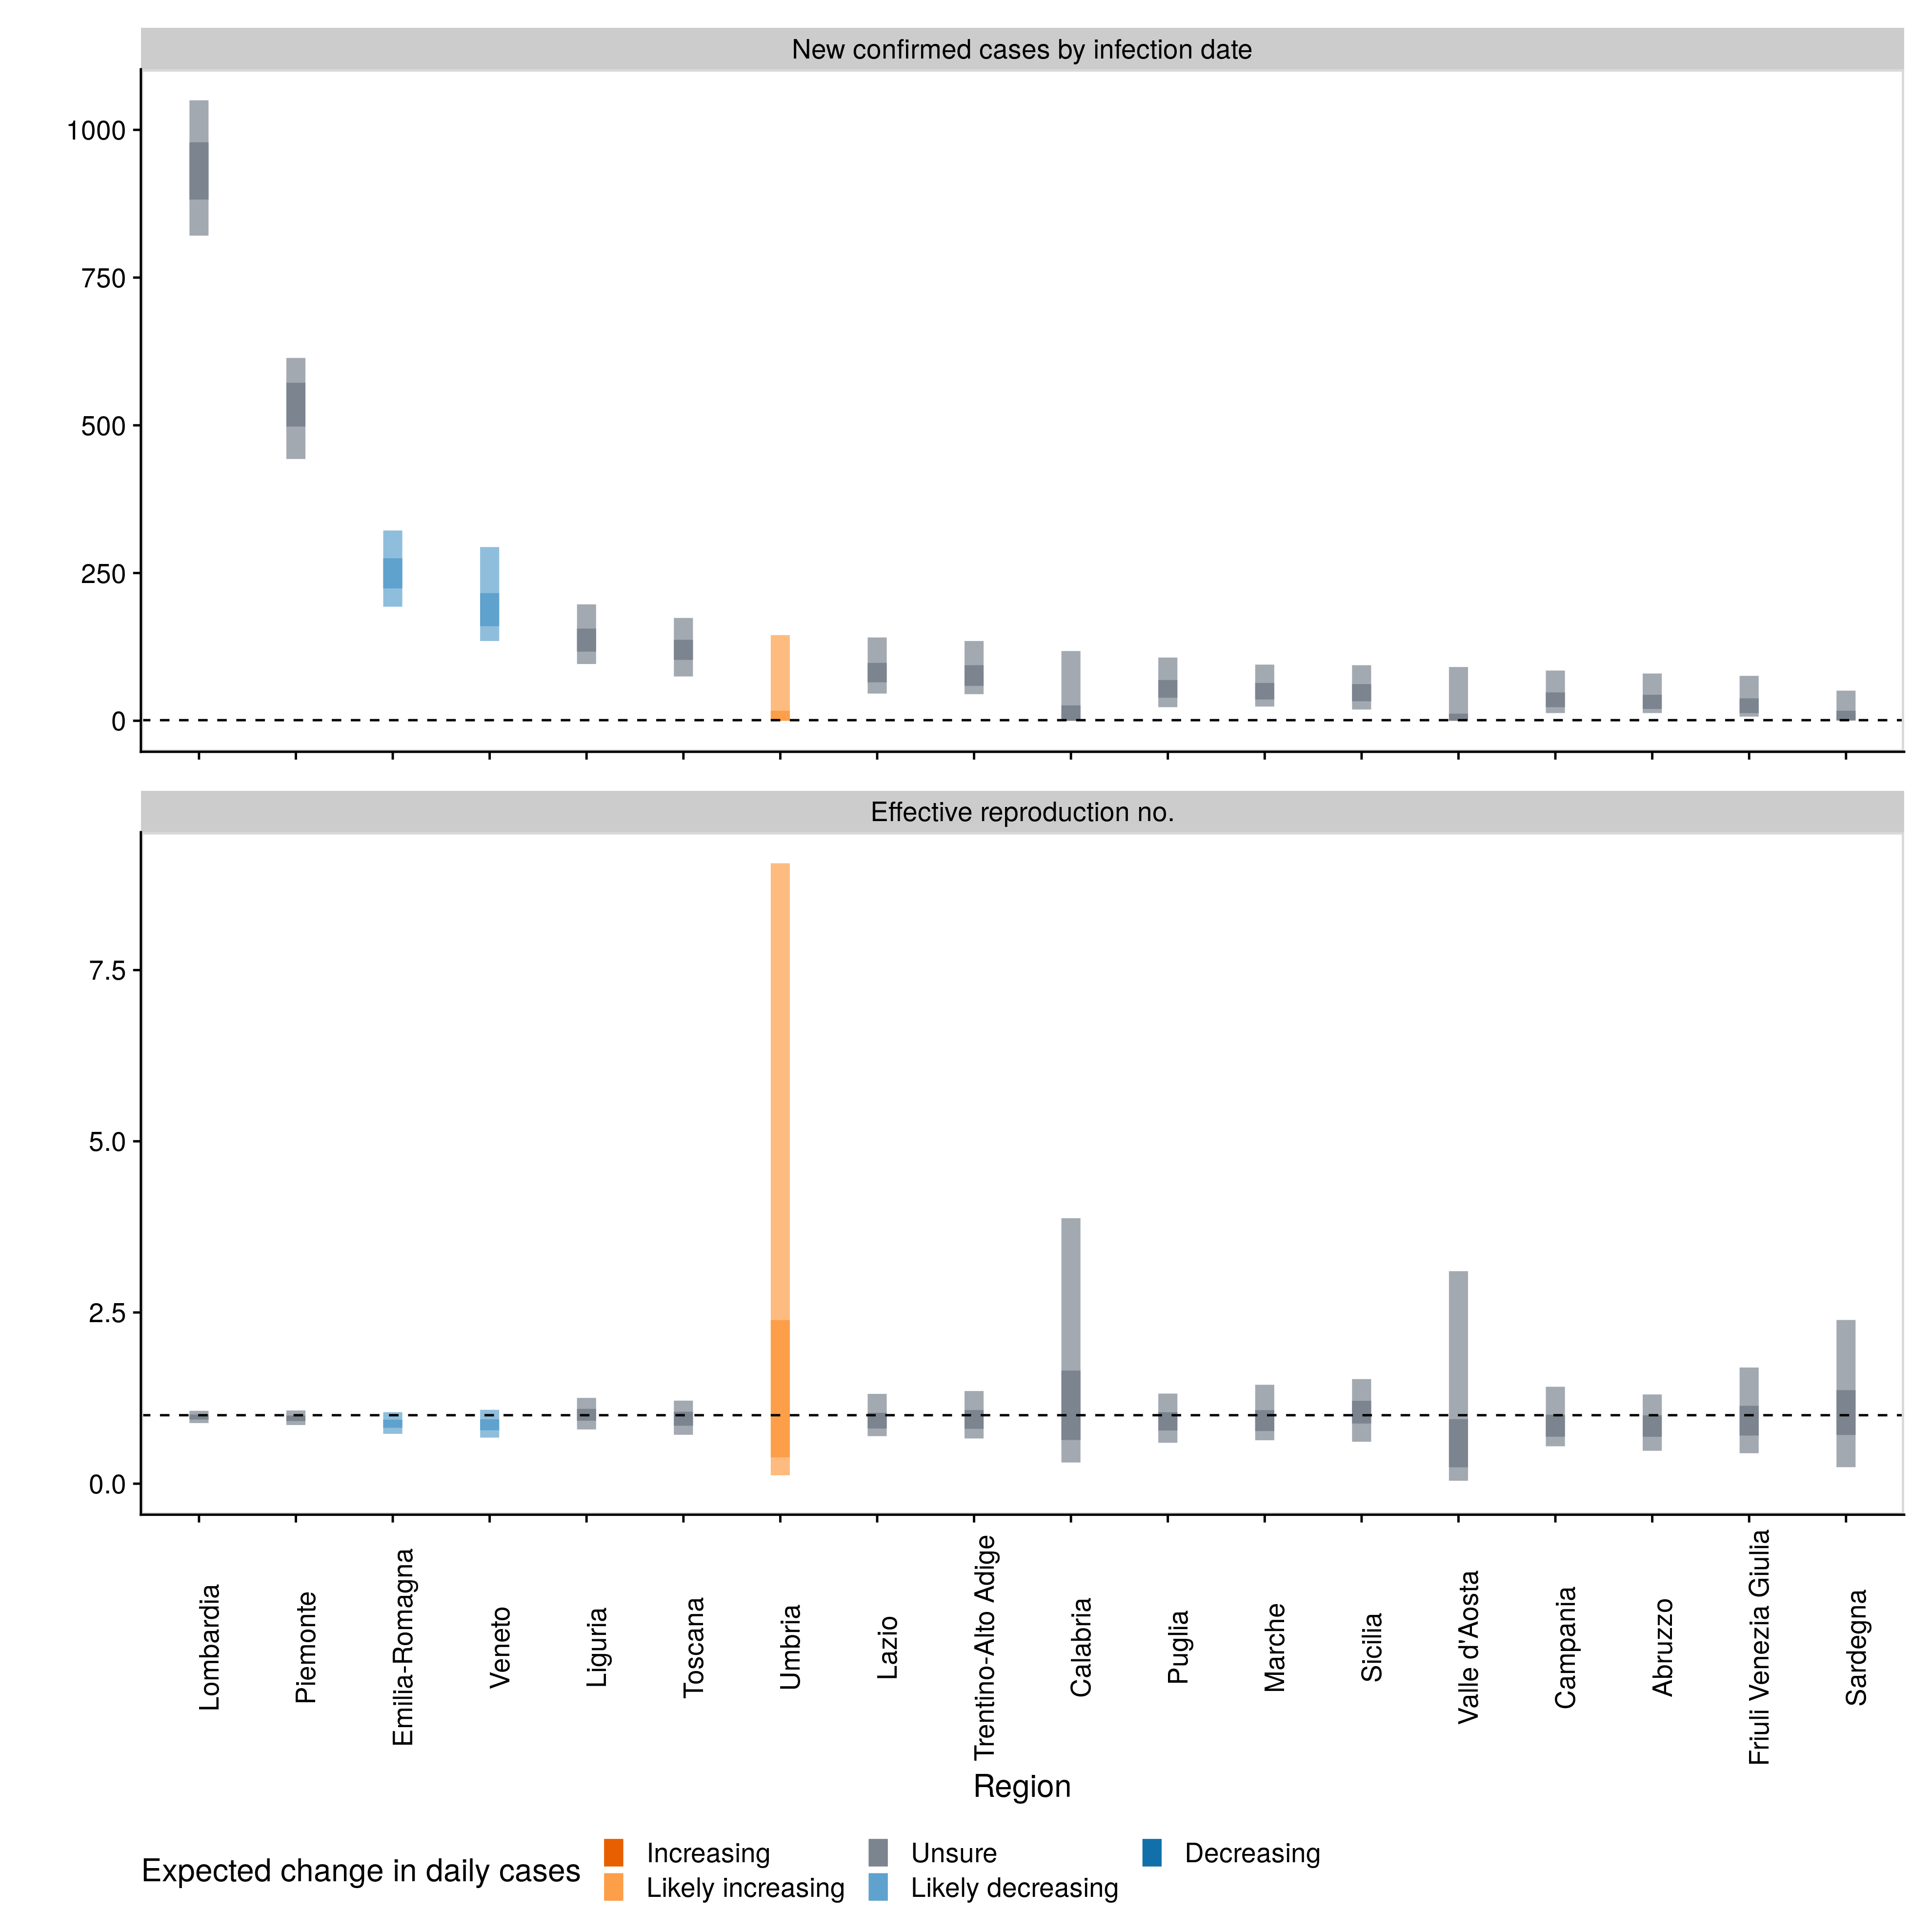 New confirmed cases by infection date
1000
750
500
250
0
Effective reproduction no.
7.5
5.0
2.5
0.0
Lombardia
Piemonte
Emilia-Romagna
Veneto
Liguria
Toscana
Umbria
Lazio
Trentino-Alto Adige
Calabria
Puglia
Marche
Sicilia
Valle d'Aosta
Campania
Abruzzo
Friuli Venezia Giulia
Sardegna
Region
Expected change in daily cases
Increasing
Likely increasing
Unsure
Likely decreasing
Decreasing